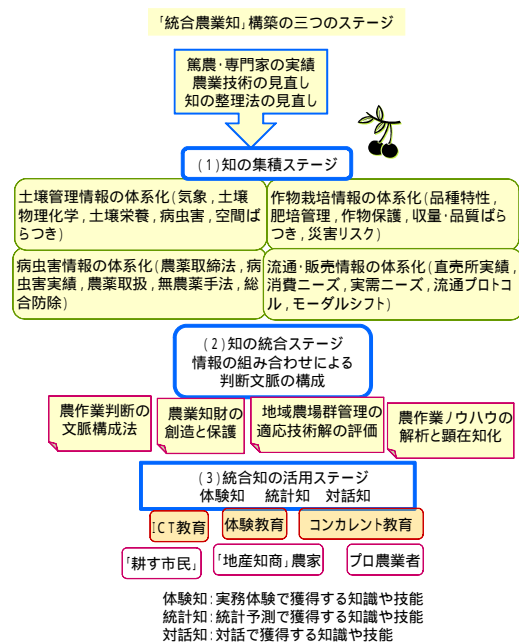 「統合農業知」構築の三つのステージ
篤農・専門家の実績
農業技術の見直し
知の整理法の見し
(1)知の集積ステージ
土壌管理情報の体系化(気象,土壌
物理化学,土壌栄養,病虫害,空間ば
らつき)
作物栽培情報の体系化(品種特性,
肥培管理,作物保護,収量・品質ばら
つき,災害リスク)
病虫害情報の体系化(農薬取締法,病
虫害実績,農薬取扱,無農薬手法,総
合防除)
流通・販売情報の体系化(直売所実績,
消費ニーズ,実需ニーズ,流通プロトコ
ル,モーダルシフト)
(2)知の統合ステージ
情報の組み合わせによる
判断文脈の構成
農作業判断の
文脈構成法
農業知財の
創造と保護
地域農場群管理の
適応技術解の評価
農作業ノウハウの
解析と顕在知化
(3)統合知の活用ステージ
体験知 統計知 対話知
ICT教育
体験教育
コンカレント教育
「耕す市民」
「地産知商」農家
プロ農業者
体験知:実務体験で獲得する知識や技能
統計知:統計予測で獲得する知識や技能
対話知:対話で獲得する知識や技能